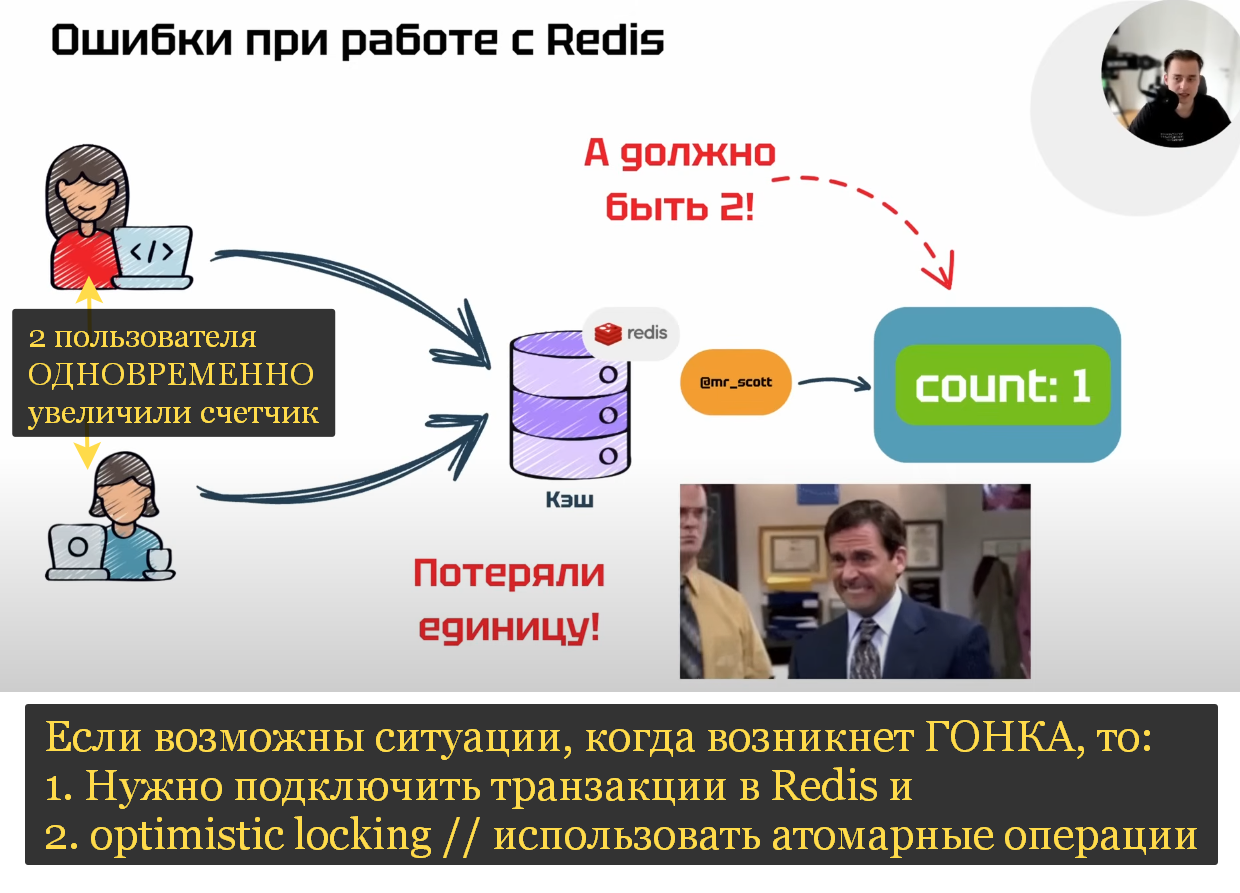 Ошибки при работе с Redis
А должно
быть 2!
</>
2 пользователя
ОДНОВРЕМЕННО
увеличили счетчик
redis
@mr_scott
count: 1
Кэш
Потеряли
единицу!
Если возможны ситуации, когда возникнет ГОНКА, то:
1. Нужно подключить транзакции в Redis и
2. optimistic locking // использовать атомарные операции